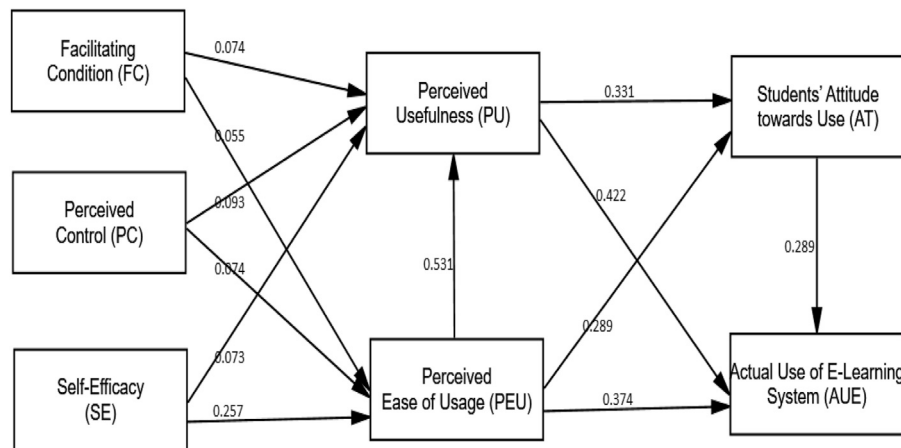 Facilitating
Condition (FC)
0.074
Perceived
Usefulness (PU)
0.331
Students’ Attitude
towards Use (AT)
0.055
0.093
0.422
Perceived
Control (PC)
0.074
0.531
0.289
0.289
0.073
Self-Efficacy
(SE)
0.257
Perceived
Ease of Usage (PEU)
0.374
Actual Use of E-Learning
System (AUE)